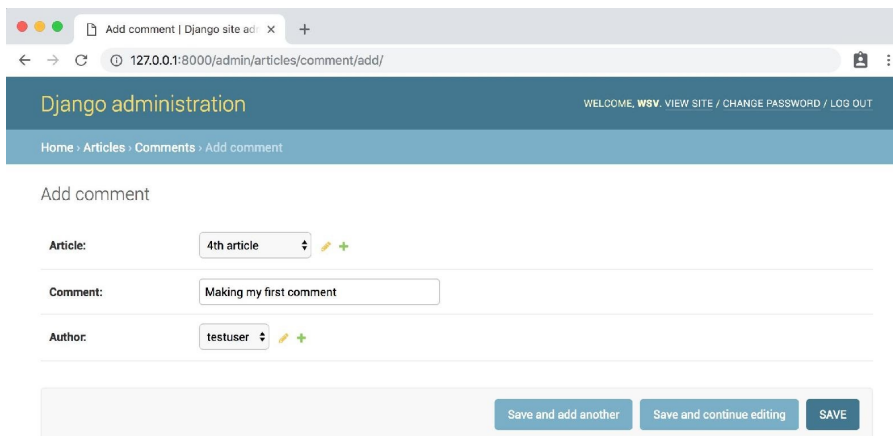 Add comment | Django site adr
127.0.0.1:8000/admin/articles/comment/add/
Django administration
WELCOME, WSV. VIEW SITE / CHANGE PASSWORD / LOG OUT
Home › Articles › Comments › Add comment
Add comment
Article: 4th article
Comment: Making my first comment
Author: testuser
Save and add another Save and continue editing SAVE